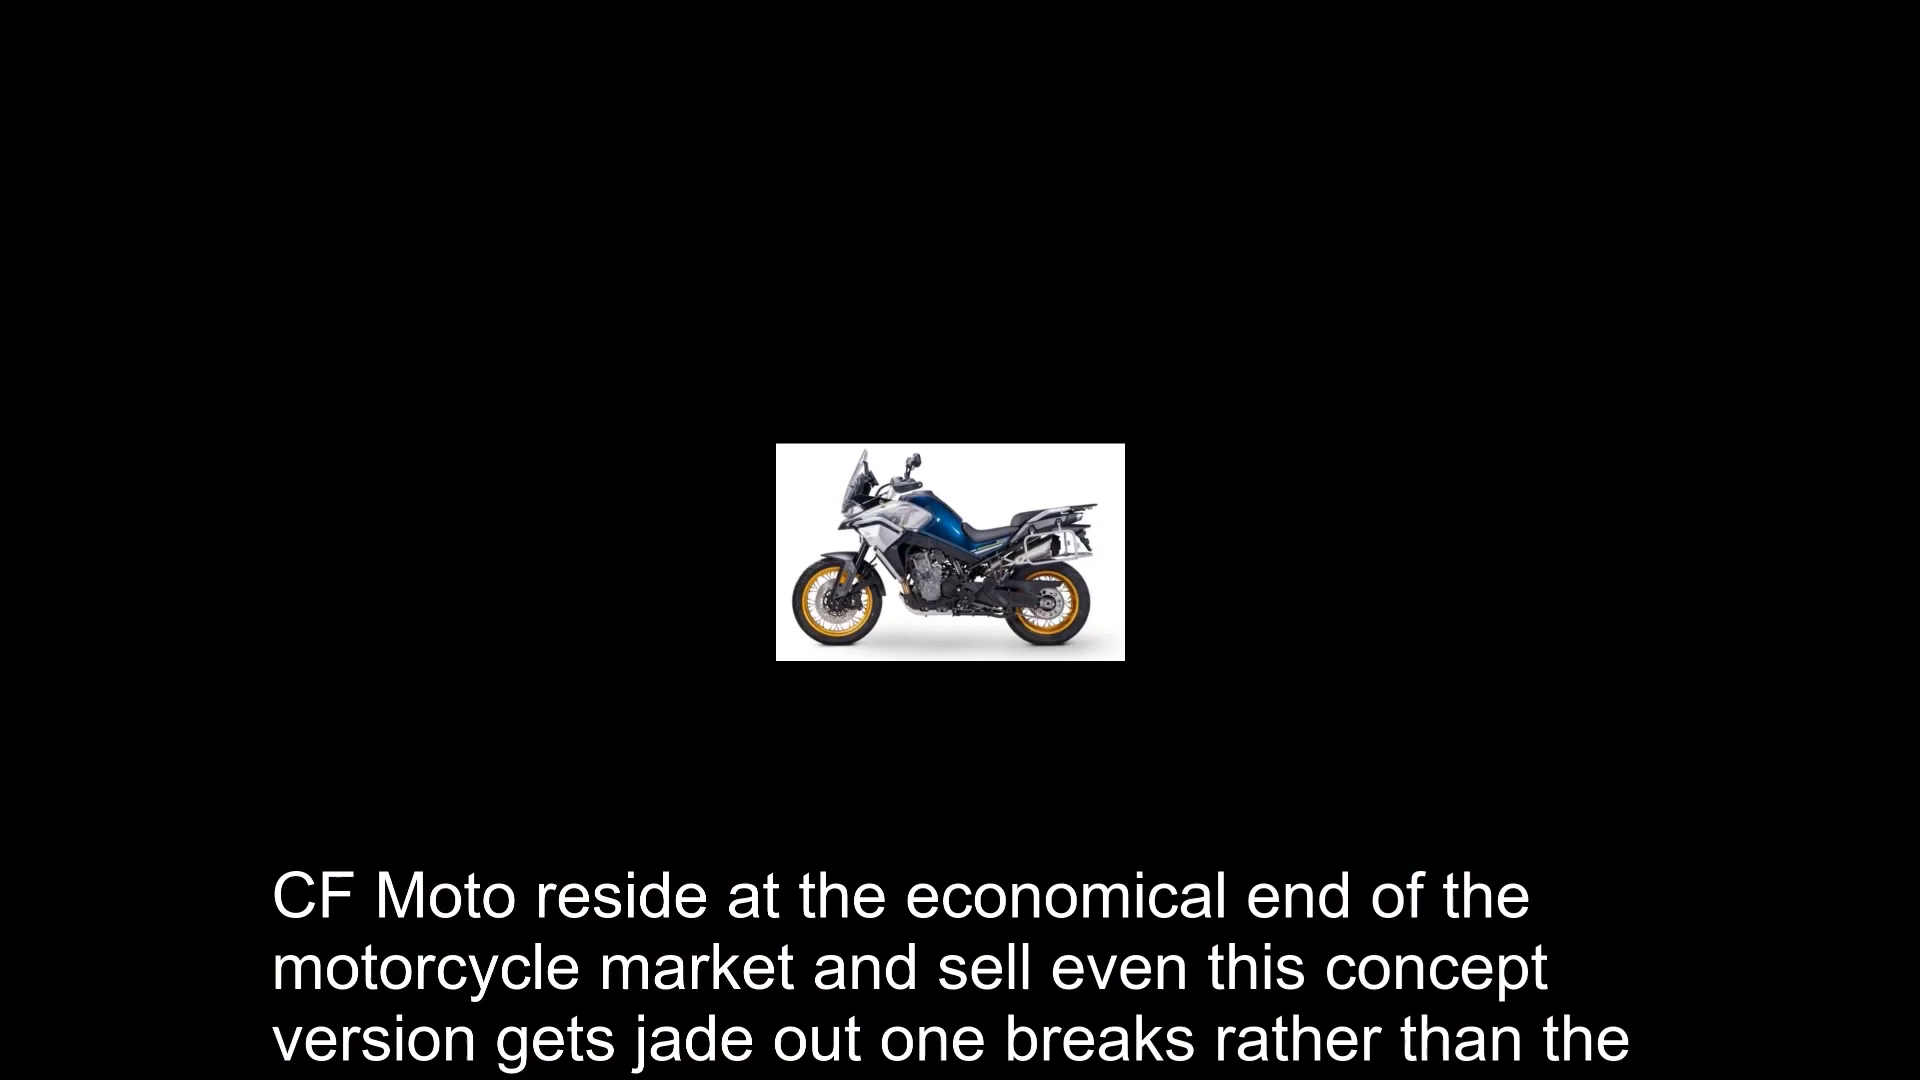 CF Moto reside at the economical end of the
motorcycle market and sell even this concept
version gets jade out one breaks rather than the